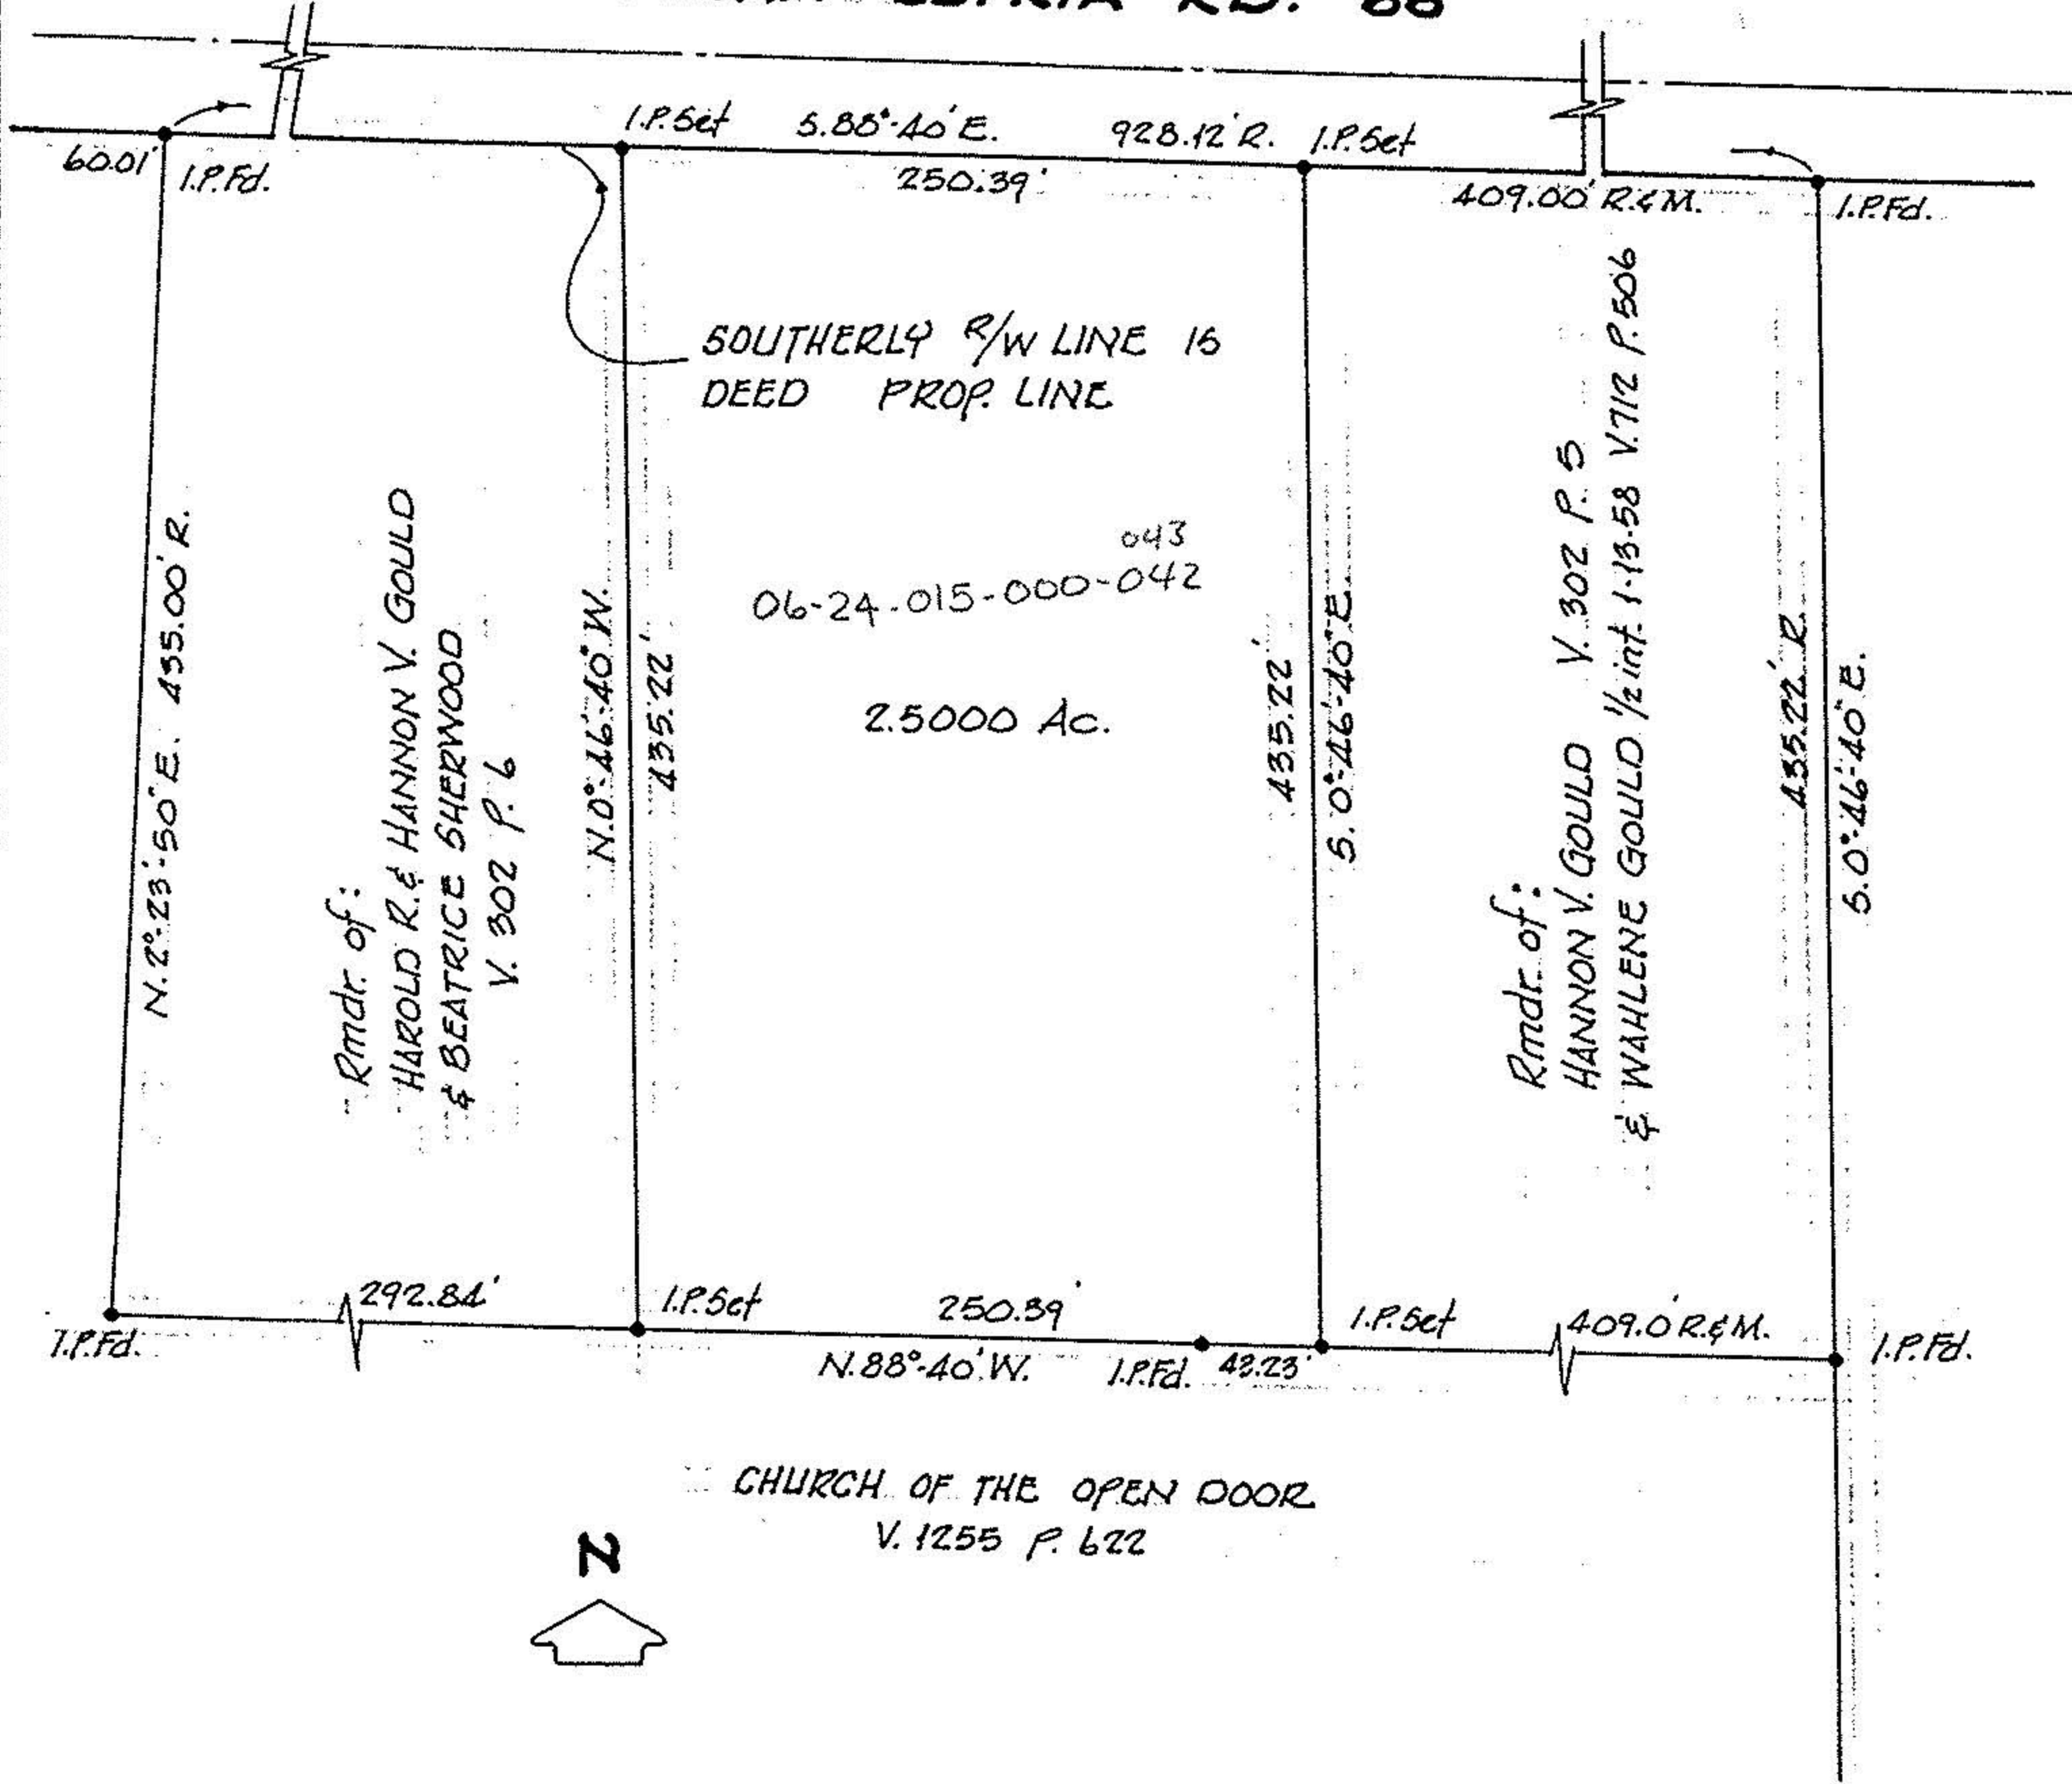 RD. 88
I.P. Set S.88°-40' E. 928.12' R. I.P. Set
60.01' I.P. Fd.
250.39'
409.00' R.&M. I.P. Fd.
SOUTHERLY R/W LINE IS
DEED PROP. LINE
043
06-24-015-000-042
2.5000 Ac.
N.2°-23'-50" E. 435.00' R.
Rmdr. of:
HAROLD R. & HANNON V. GOULD
& BEATRICE SHERWOOD
V. 302 P. 6
N.0°-46'-40" W.
435.22'
435.22'
S.0°-46'-40" E.
Rmdr. of:
HANNON V. GOULD V. 302 P. 5
& WAHLENE GOULD 1/2 int. 1-13-58 V.712 P.506
435.22' R.
S.0°-46'-40" E.
292.84' I.P. Set 250.39' I.P. Set 409.0' R.&M. I.P. Fd.
I.P. Fd. N.88°-40' W. I.P. Fd. 43.23'
CHURCH OF THE OPEN DOOR
V. 1255 P. 622
N